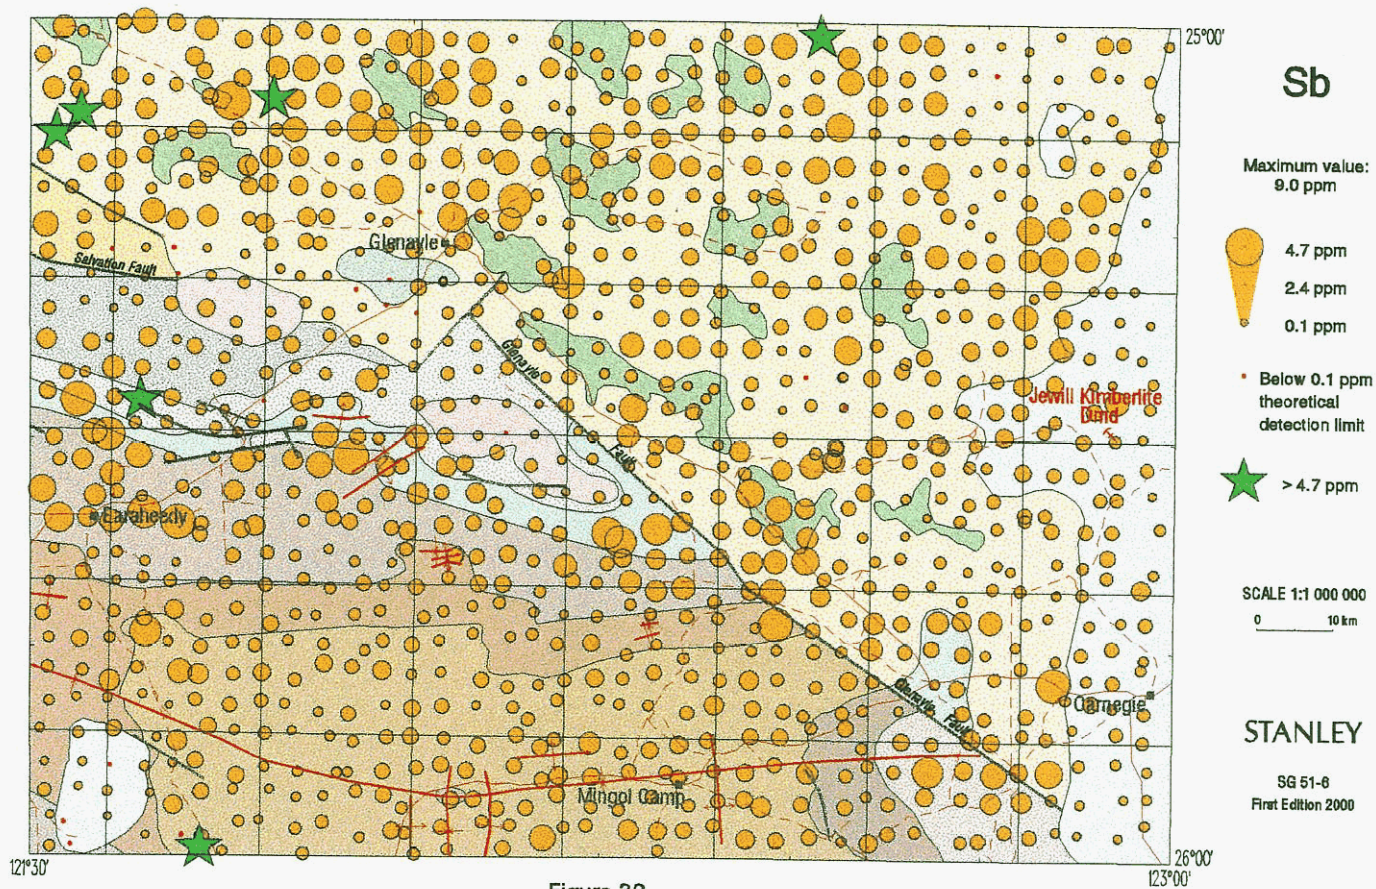 25°00'
Sb
Maximum value:
9.0 ppm
4.7 ppm
2.4 ppm
0.1 ppm
Below 0.1 ppm
theoretical
detection limit
> 4.7 ppm
SCALE 1:1 000 000
0 10 km
STANLEY
SG 51-6
First Edition 2000
Glenayle
Salvation Fault
Glenayle
Fault
Jewill Kimberlite
Dmd
Earaheedy
Glenayle Fault
Carnegie
Mingol Camp
121°30'
26°00'
123°00'